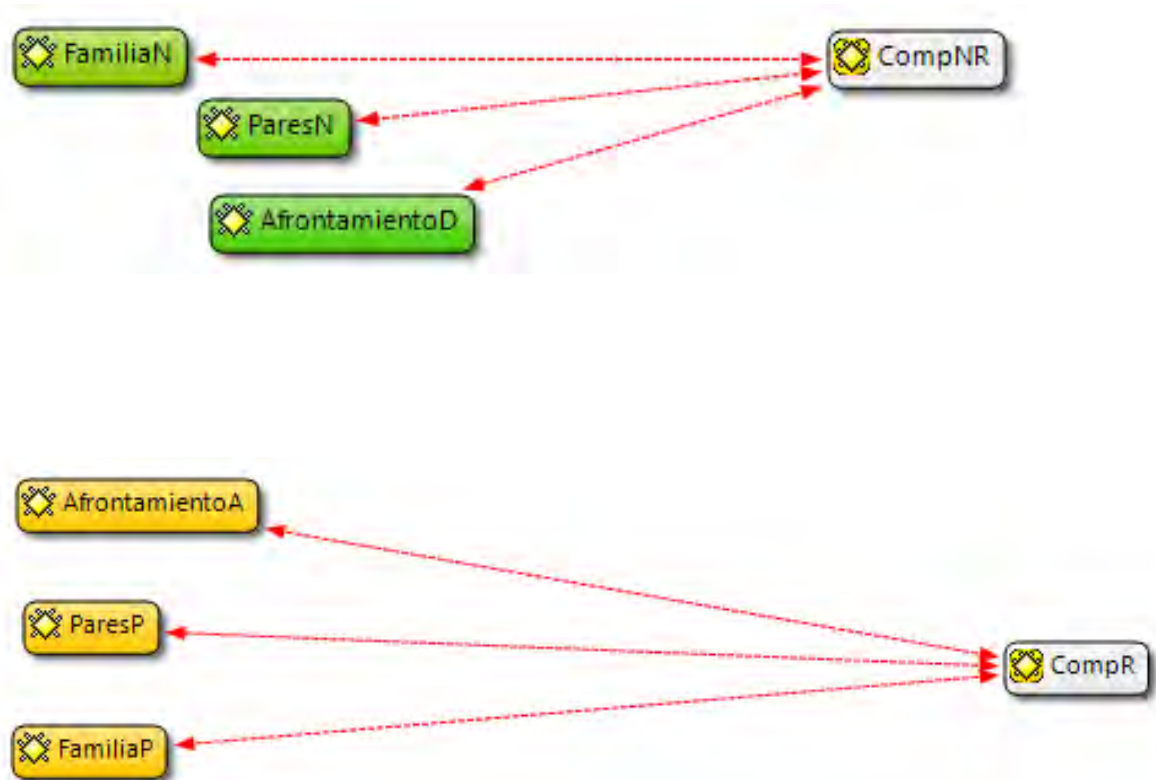 FamiliaN
CompNR
ParesN
AfrontamientoD
AfrontamientoA
ParesP
CompR
FamiliaP